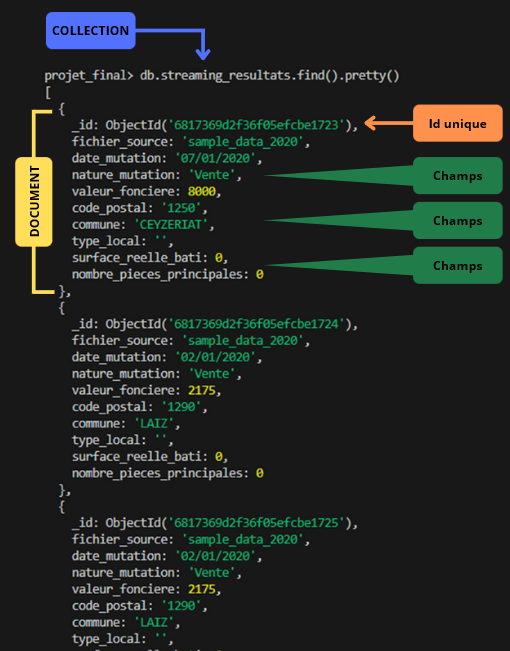 COLLECTION
projet_final> db.streaming_resultats.find().pretty()
[
{
_id: ObjectId('6817369d2f36f05efcbe1723'),
Id unique
fichier_source: 'sample_data_2020',
date_mutation: '07/01/2020',
nature_mutation: 'Vente',
Champs
valeur_fonciere: 8000,
DOCUMENT
code_postal: '1250',
commune: 'CEYZERIAT',
Champs
type_local: '',
surface_reelle_bati: 0,
Champs
nombre_pieces_principales: 0
},
{
_id: ObjectId('6817369d2f36f05efcbe1724'),
fichier_source: 'sample_data_2020',
date_mutation: '02/01/2020',
nature_mutation: 'Vente',
valeur_fonciere: 2175,
code_postal: '1290',
commune: 'LAIZ',
type_local: '',
surface_reelle_bati: 0,
nombre_pieces_principales: 0
},
{
_id: ObjectId('6817369d2f36f05efcbe1725'),
fichier_source: 'sample_data_2020',
date_mutation: '02/01/2020',
nature_mutation: 'Vente',
valeur_fonciere: 2175,
code_postal: '1290',
commune: 'LAIZ',
type_local: '',